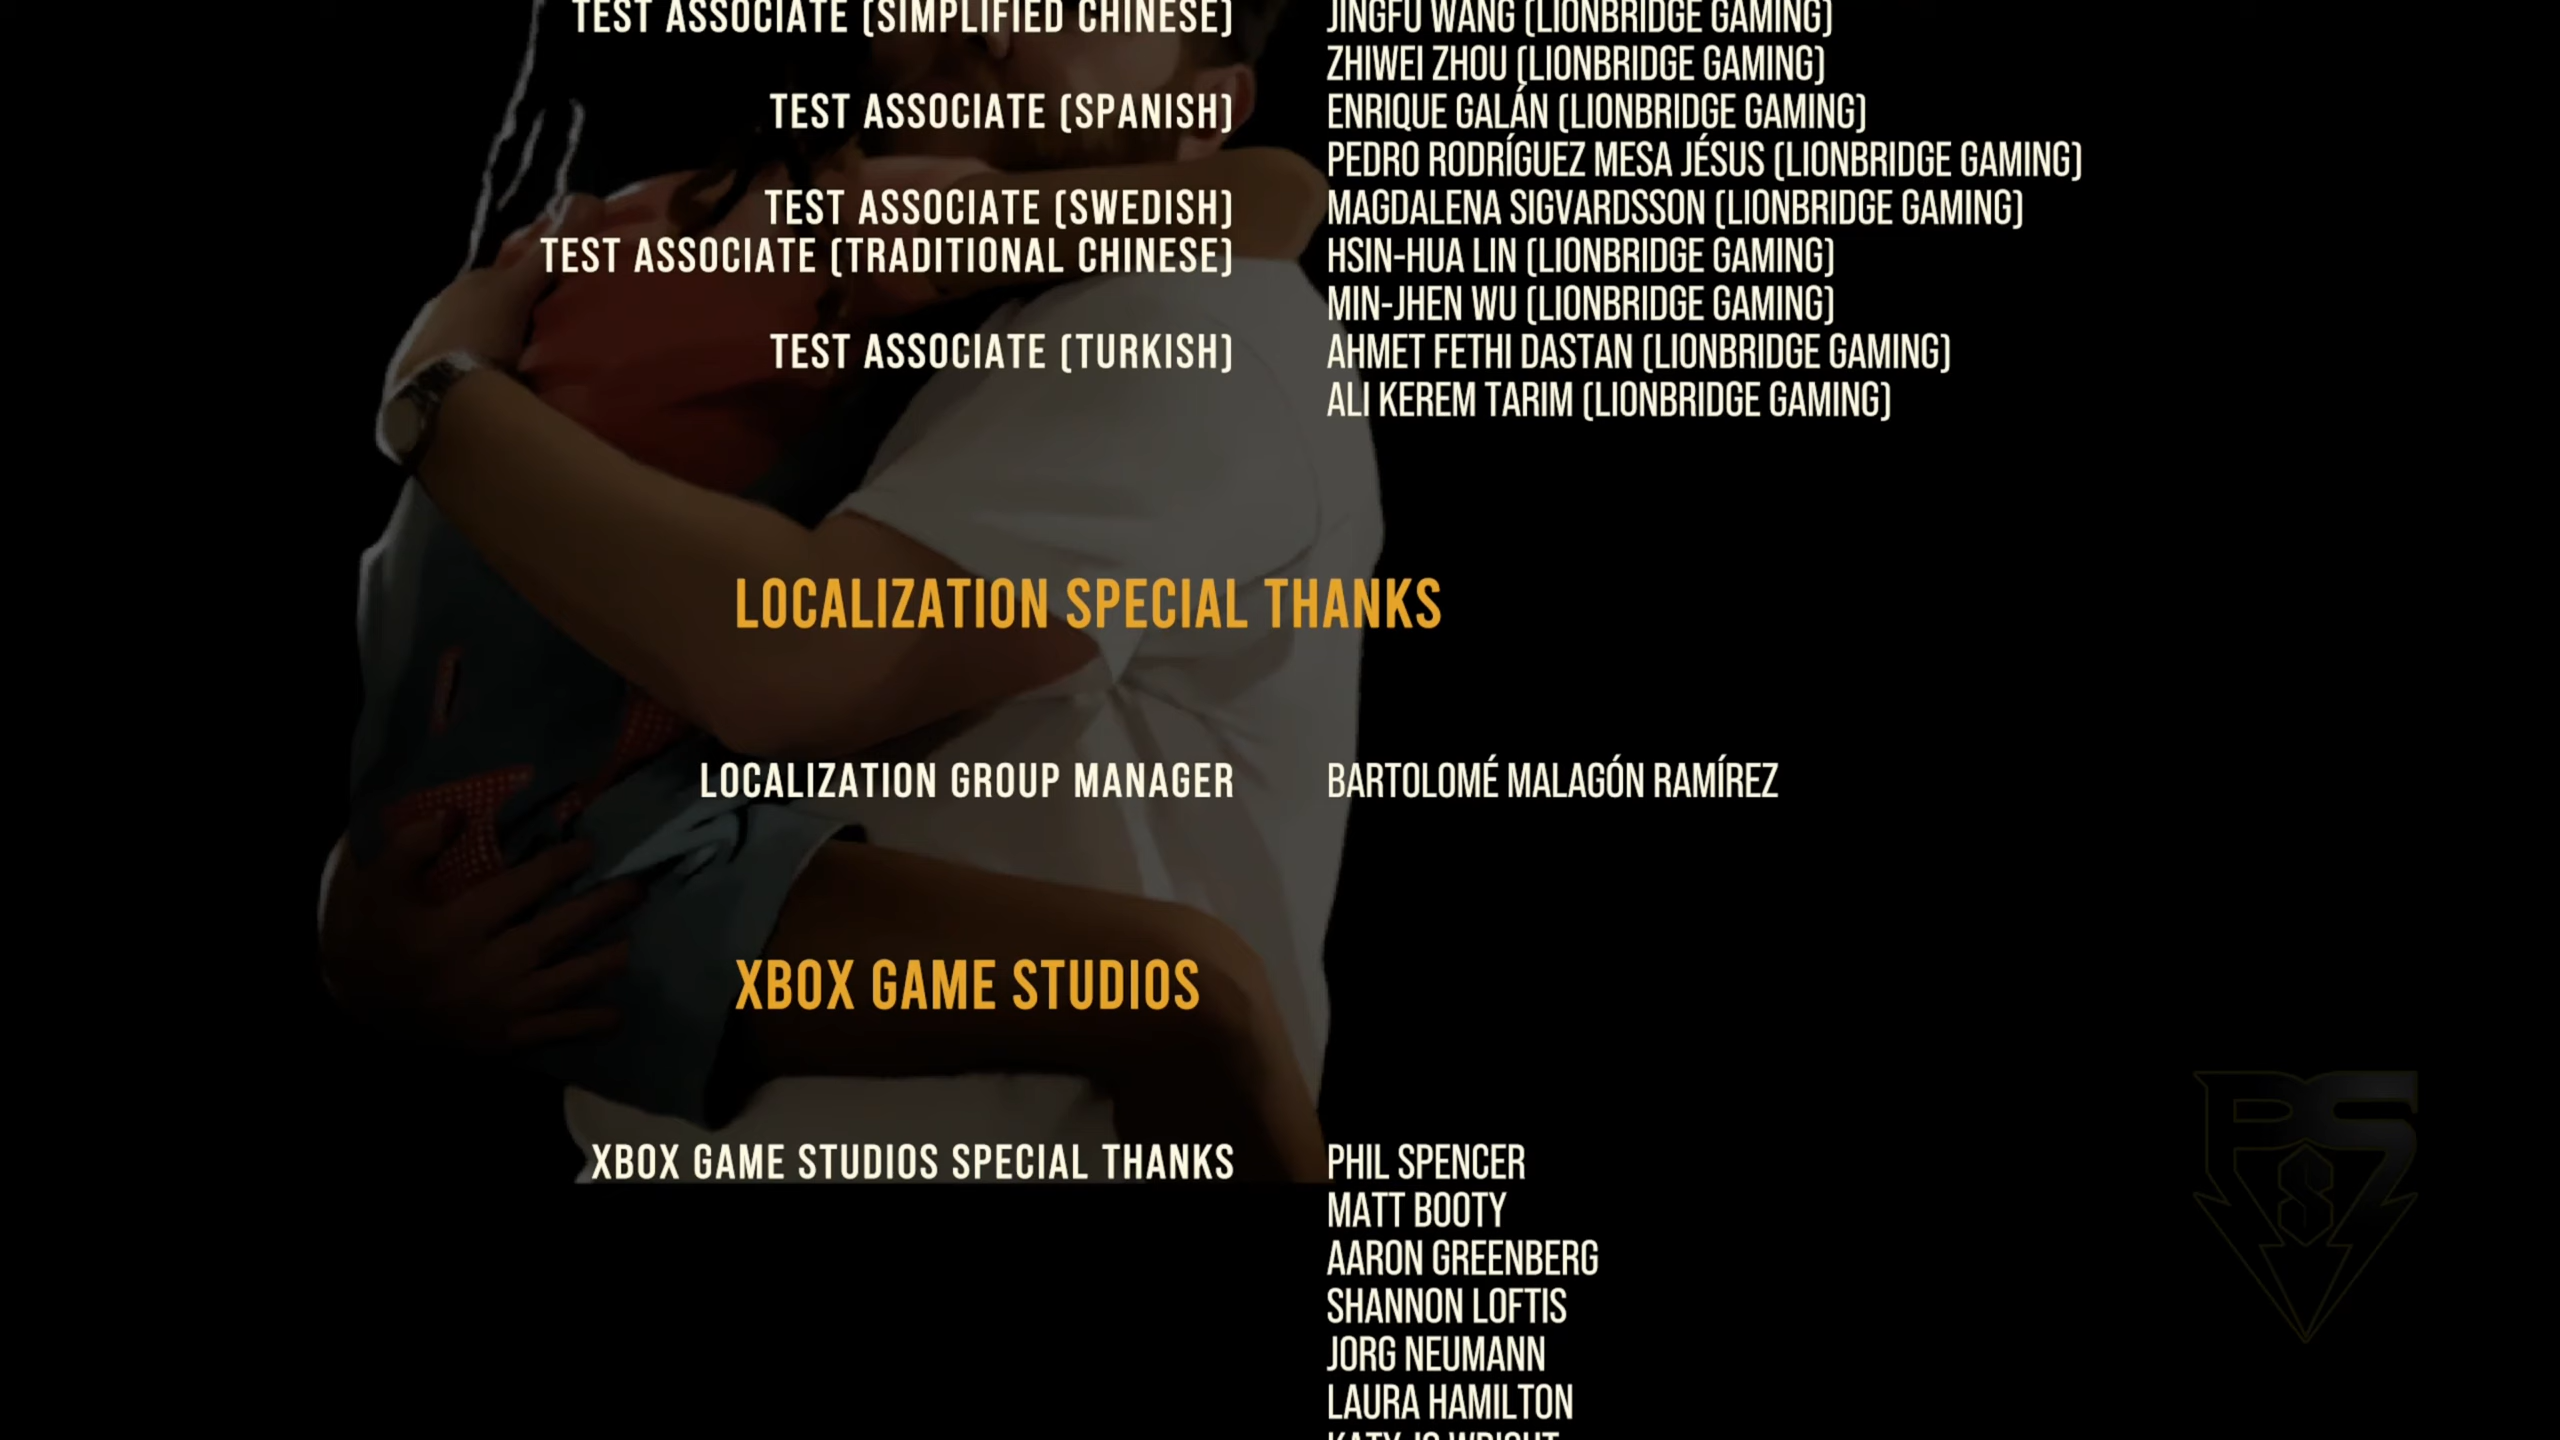 TEST ASSOCIATE (SIMPLIFIED CHINESE) JINGFU WANG (LIONBRIDGE GAMING)
ZHIWEI ZHOU (LIONBRIDGE GAMING)
TEST ASSOCIATE (SPANISH) ENRIQUE GALÁN (LIONBRIDGE GAMING)
PEDRO RODRÍGUEZ MESA JÉSUS (LIONBRIDGE GAMING)
TEST ASSOCIATE (SWEDISH) MAGDALENA SIGVARDSSON (LIONBRIDGE GAMING)
TEST ASSOCIATE (TRADITIONAL CHINESE) HSIN-HUA LIN (LIONBRIDGE GAMING)
MIN-JHEN WU (LIONBRIDGE GAMING)
TEST ASSOCIATE (TURKISH) AHMET FETHI DASTAN (LIONBRIDGE GAMING)
ALI KEREM TARIM (LIONBRIDGE GAMING)
LOCALIZATION SPECIAL THANKS
LOCALIZATION GROUP MANAGER BARTOLOMÉ MALAGÓN RAMÍREZ
XBOX GAME STUDIOS
XBOX GAME STUDIOS SPECIAL THANKS PHIL SPENCER
MATT BOOTY
AARON GREENBERG
SHANNON LOFTIS
JORG NEUMANN
LAURA HAMILTON